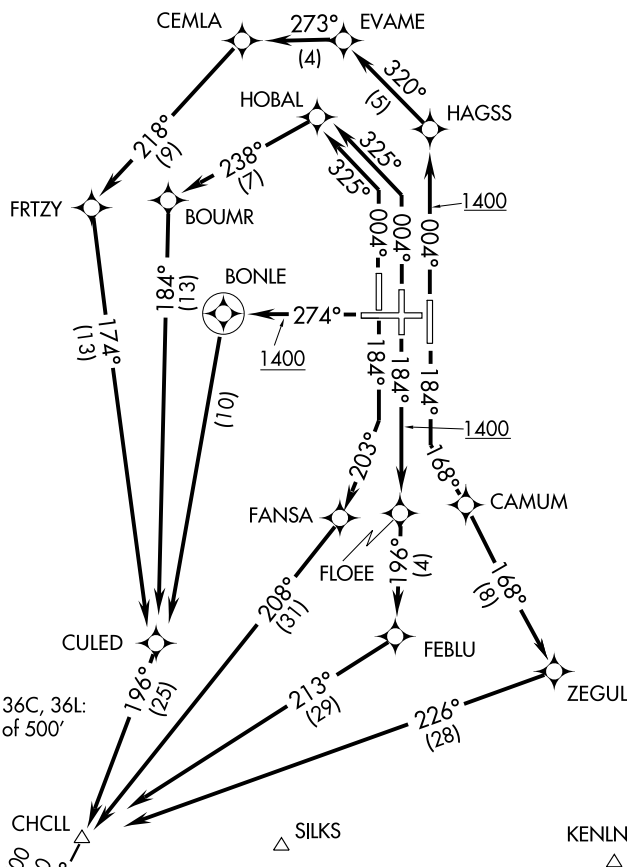 CEMLA
273°
(4)
EVAME
320°
(5)
HAGSS
HOBAL
218°
(9)
238°
(7)
325°
325°
1400
FRTZY
BOUMR
004°
004°
004°
BONLE
184°
(13)
274°
1400
174°
(13)
184°
184°
184°
(10)
1400
203°
168°
FANSA
CAMUM
FLOEE
196°
(4)
168°
(8)
208°
(31)
CULED
FEBLU
196°
(25)
213°
(29)
ZEGUL
226°
(28)
36C, 36L:
of 500'
CHCLL
SILKS
KENLN